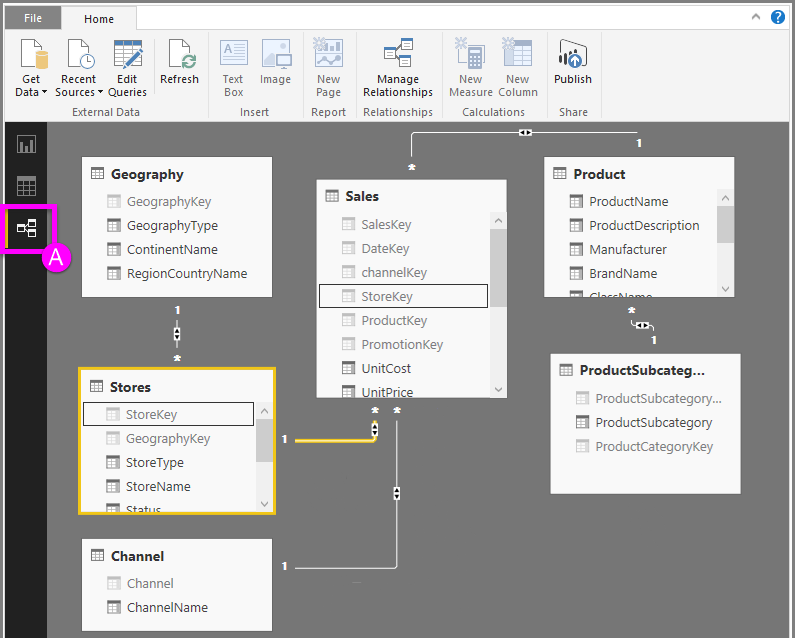 File
Home
Get
Data
Recent
Sources
Edit
Queries
Refresh
External Data
Text
Box
Image
Insert
New
Page
Report
Manage
Relationships
Relationships
New
Measure
New
Column
Calculations
Publish
Share
A
Geography
GeographyKey
GeographyType
ContinentName
RegionCountryName
1
*
Stores
StoreKey
GeographyKey
StoreType
StoreName
Status
1
Channel
Channel
ChannelName
1
*
Sales
SalesKey
DateKey
channelKey
StoreKey
ProductKey
PromotionKey
UnitCost
UnitPrice
* *
1
Product
ProductName
ProductDescription
Manufacturer
BrandName
ClassName
*
1
ProductSubcateg...
ProductSubcategory...
ProductSubcategory
ProductCategoryKey